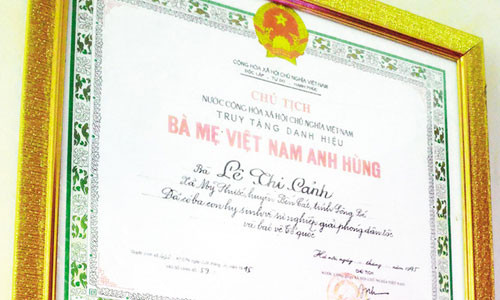 CỘNG HÒA XÃ HỘI CHỦ NGHĨA VIỆT NAM
ĐỘC LẬP - TỰ DO - HẠNH PHÚC
CHỦ TỊCH
NƯỚC CỘNG HÒA XÃ HỘI CHỦ NGHĨA VIỆT NAM
TRUY TẶNG DANH HIỆU
BÀ MẸ VIỆT NAM ANH HÙNG
Bà Lê Thị Cảnh
Xã Mỹ Phước, huyện Bến Cát, tỉnh Sông Bé
Đã có ba con hy sinh vì sự nghiệp giải phóng dân tộc
và bảo vệ Tổ quốc
Hà Nội, ngày tháng năm 1995
CHỦ TỊCH